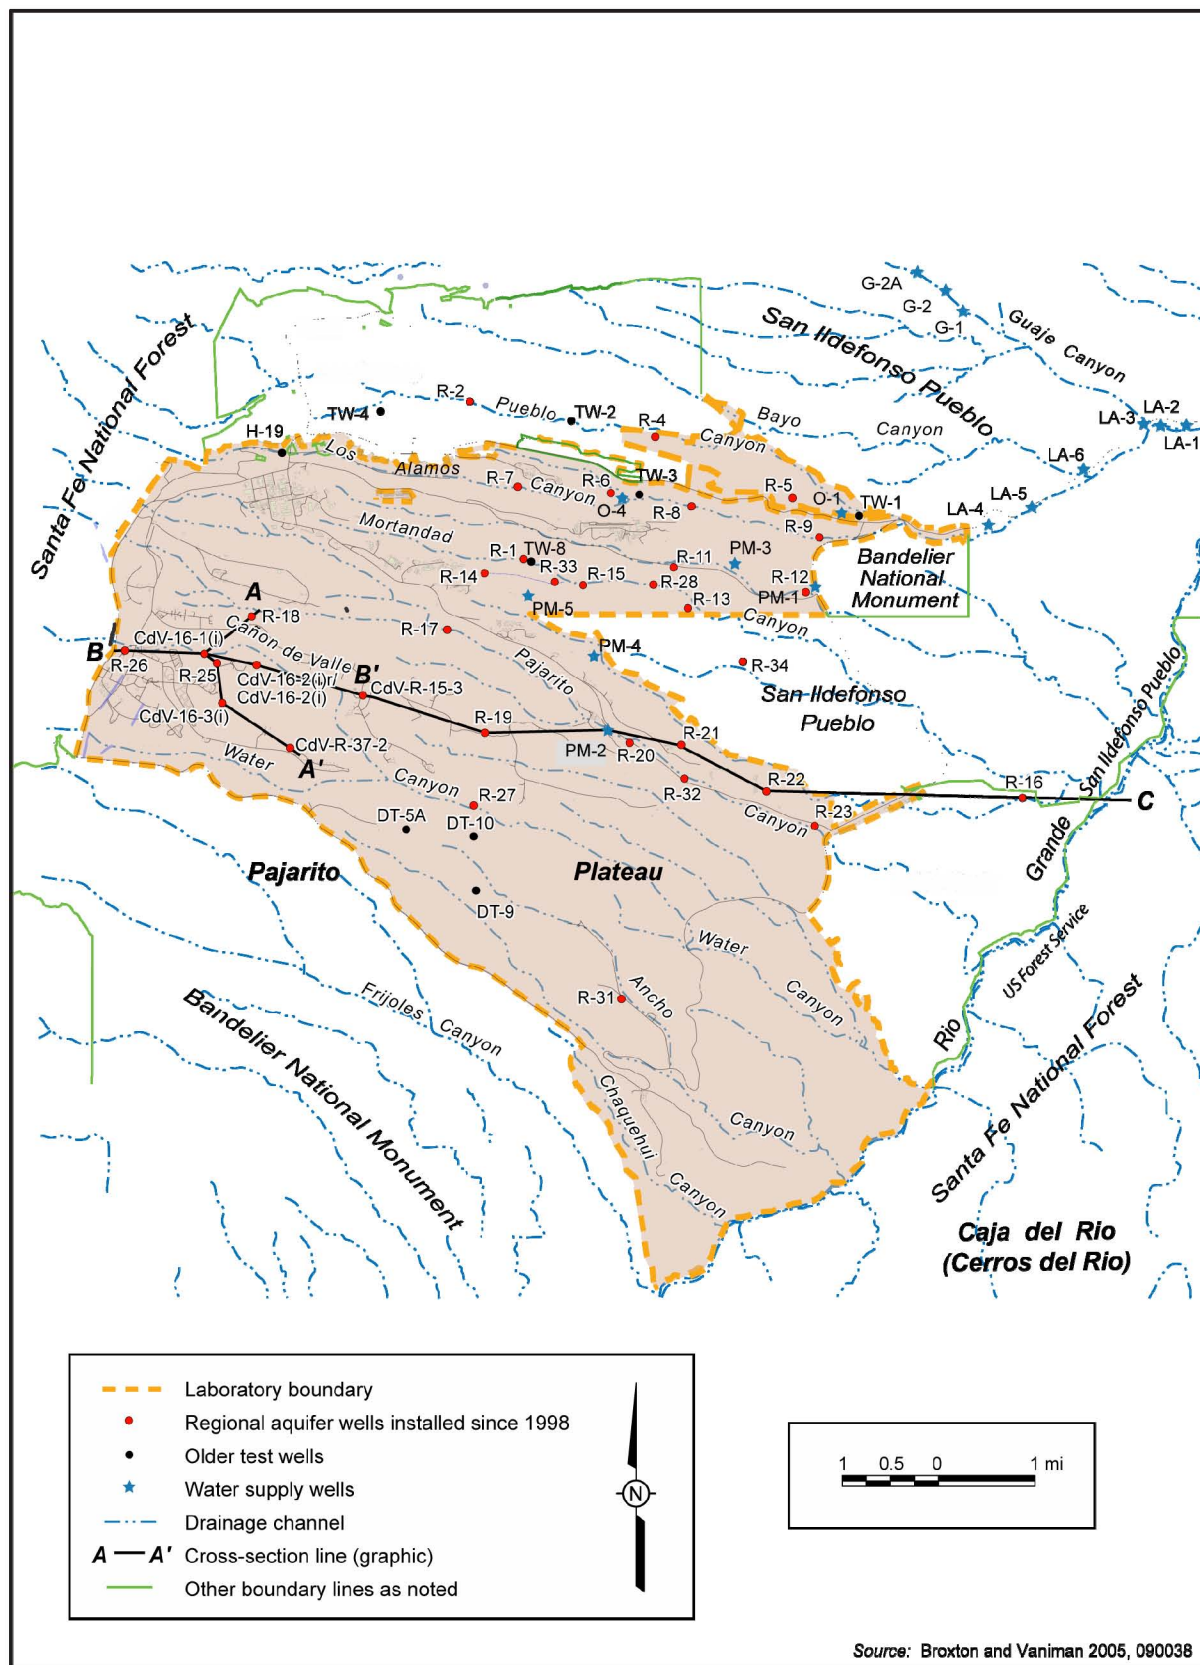 G-2A
G-2
G-1
Guaje Canyon
San Ildefonso Pueblo
Santa Fe National Forest
R-2
Pueblo
TW-4
TW-2
R-4
Bayo
Canyon
Canyon
LA-3
LA-2
LA-1
H-19
Los
Alamos
Canyon
R-7
R-6
TW-3
O-4
R-8
R-5
O-1
TW-1
R-9
LA-6
LA-5
LA-4
Mortandad
R-1
TW-8
R-14
R-33
R-15
R-11
PM-3
R-28
R-12
PM-1
R-13
Canyon
PM-5
Bandelier
National
Monument
A
R-18
Cañon de Valle
CdV-16-1(i)
B
R-26
R-25
CdV-16-2(i)r/
CdV-16-2(i)
B'
CdV-R-15-3
CdV-16-3(i)
CdV-R-37-2
A'
R-17
Pajarito
PM-4
R-34
San Ildefonso
Pueblo
R-19
PM-2
R-20
R-21
R-32
R-22
R-23
Canyon
R-16
C
San Ildefonso Pueblo
Water
Canyon
R-27
DT-5A
DT-10
DT-9
Pajarito
Plateau
Rio
Grande
US Forest Service
Water
Canyon
R-31
Ancho
Canyon
Frijoles Canyon
Bandelier National Monument
Chaquehui
Canyon
Santa Fe National Forest
Caja del Rio
(Cerros del Rio)
Laboratory boundary
Regional aquifer wells installed since 1998
Older test wells
Water supply wells
Drainage channel
A A' Cross-section line (graphic)
Other boundary lines as noted
N
1 0.5 0 1 mi
Source: Broxton and Vaniman 2005, 090038